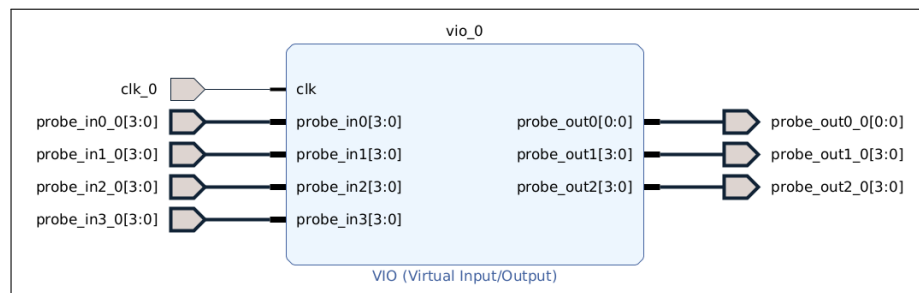 vio_0
clk_0
clk
probe_in0_0[3:0]
probe_in0[3:0]
probe_out0[0:0]
probe_out0_0[0:0]
probe_in1_0[3:0]
probe_in1[3:0]
probe_out1[3:0]
probe_out1_0[3:0]
probe_in2_0[3:0]
probe_in2[3:0]
probe_out2[3:0]
probe_out2_0[3:0]
probe_in3_0[3:0]
probe_in3[3:0]
VIO (Virtual Input/Output)